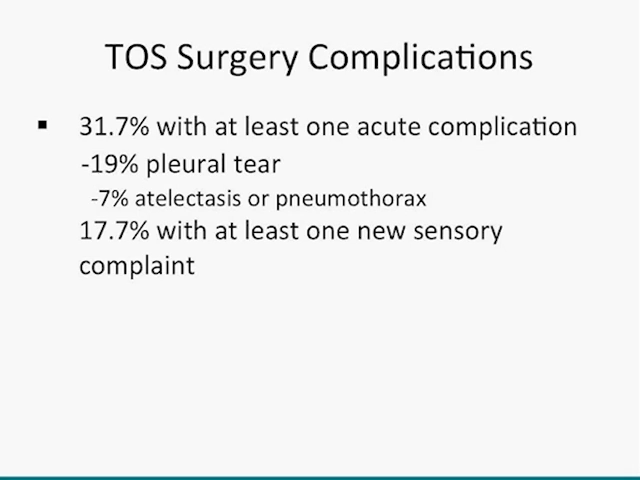 TOS Surgery Complications
▪ 31.7% with at least one acute complication
-19% pleural tear
-7% atelectasis or pneumothorax
17.7% with at least one new sensory
complaint